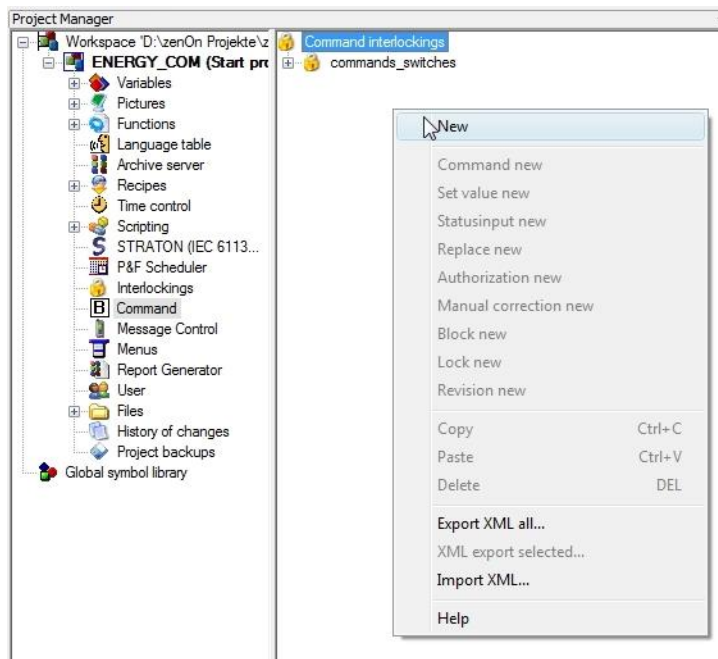 Project Manager
Workspace 'D:\zenOn Projekte\z
ENERGY_COM (Start pro
Variables
Pictures
Functions
Language table
Archive server
Recipes
Time control
Scripting
STRATON (IEC 6113...
P&F Scheduler
Interlockings
Command
Message Control
Menus
Report Generator
User
Files
History of changes
Project backups
Global symbol library
Command interlockings
commands_switches
New
Command new
Set value new
Statusinput new
Replace new
Authorization new
Manual correction new
Block new
Lock new
Revision new
Copy Ctrl+C
Paste Ctrl+V
Delete DEL
Export XML all...
XML export selected...
Import XML...
Help